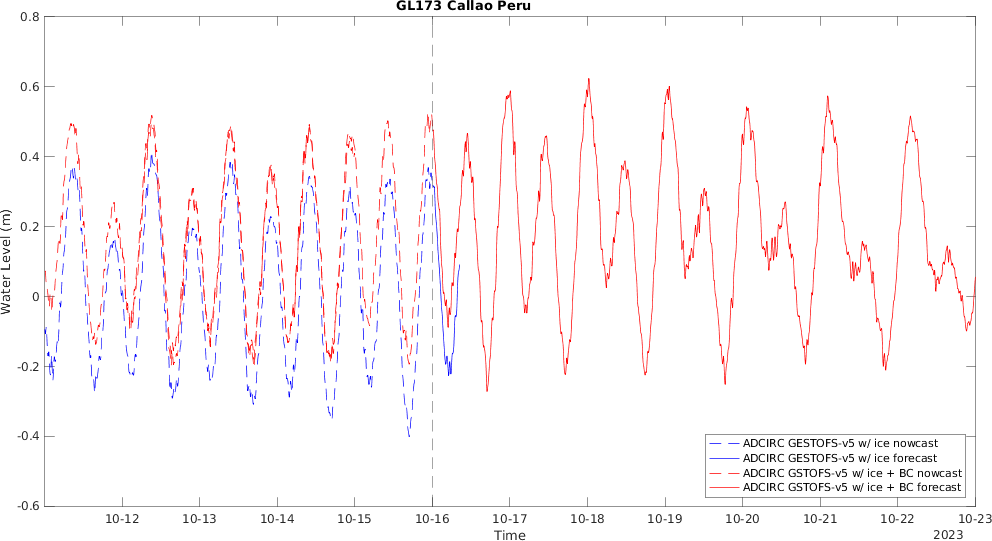 GL173 Callao Peru
0.8
0.6
0.4
0.2
0
-0.2
-0.4
-0.6
Water Level (m)
10-12 10-13 10-14 10-15 10-16 10-17 10-18 10-19 10-20 10-21 10-22 10-23
Time
2023
ADCIRC GESTOFS-v5 w/ ice nowcast
ADCIRC GESTOFS-v5 w/ ice forecast
ADCIRC GSTOFS-v5 w/ ice + BC nowcast
ADCIRC GSTOFS-v5 w/ ice + BC forecast